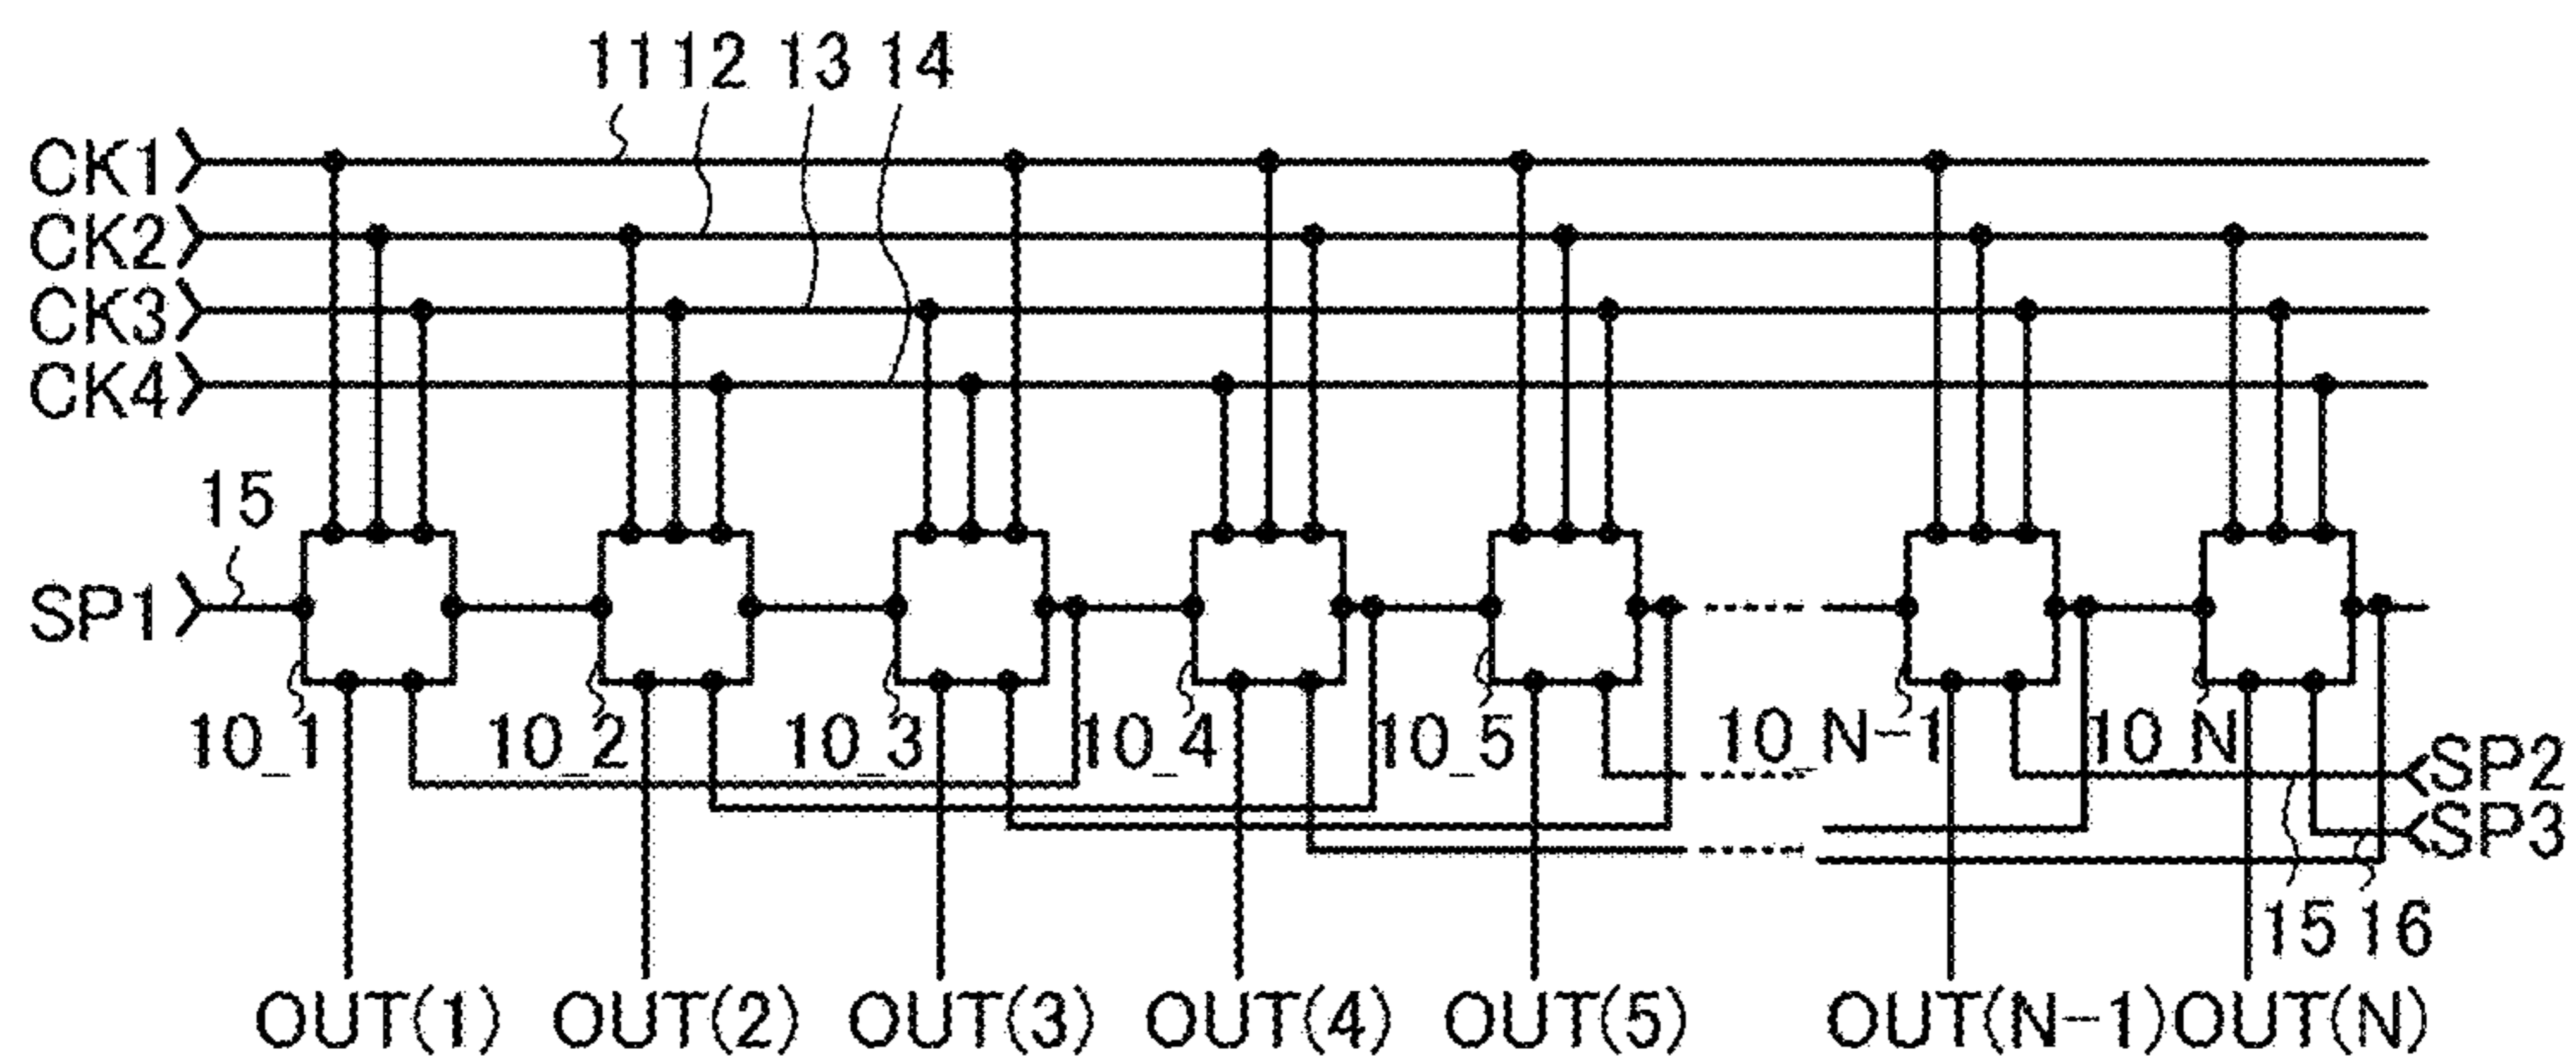 11 12 13 14
CK1
CK2
CK3
CK4
15
SP1
10_1 10_2 10_3 10_4 10_5 10_N-1 10_N
SP2
SP3
15 16
OUT(1) OUT(2) OUT(3) OUT(4) OUT(5) OUT(N-1) OUT(N)